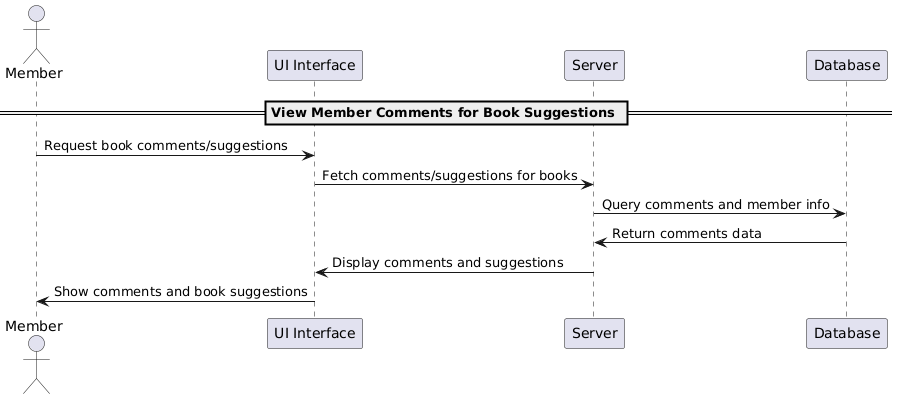 Member
UI Interface
Server
Database
View Member Comments for Book Suggestions
Request book comments/suggestions
Fetch comments/suggestions for books
Query comments and member info
Return comments data
Display comments and suggestions
Show comments and book suggestions
Member
UI Interface
Server
Database